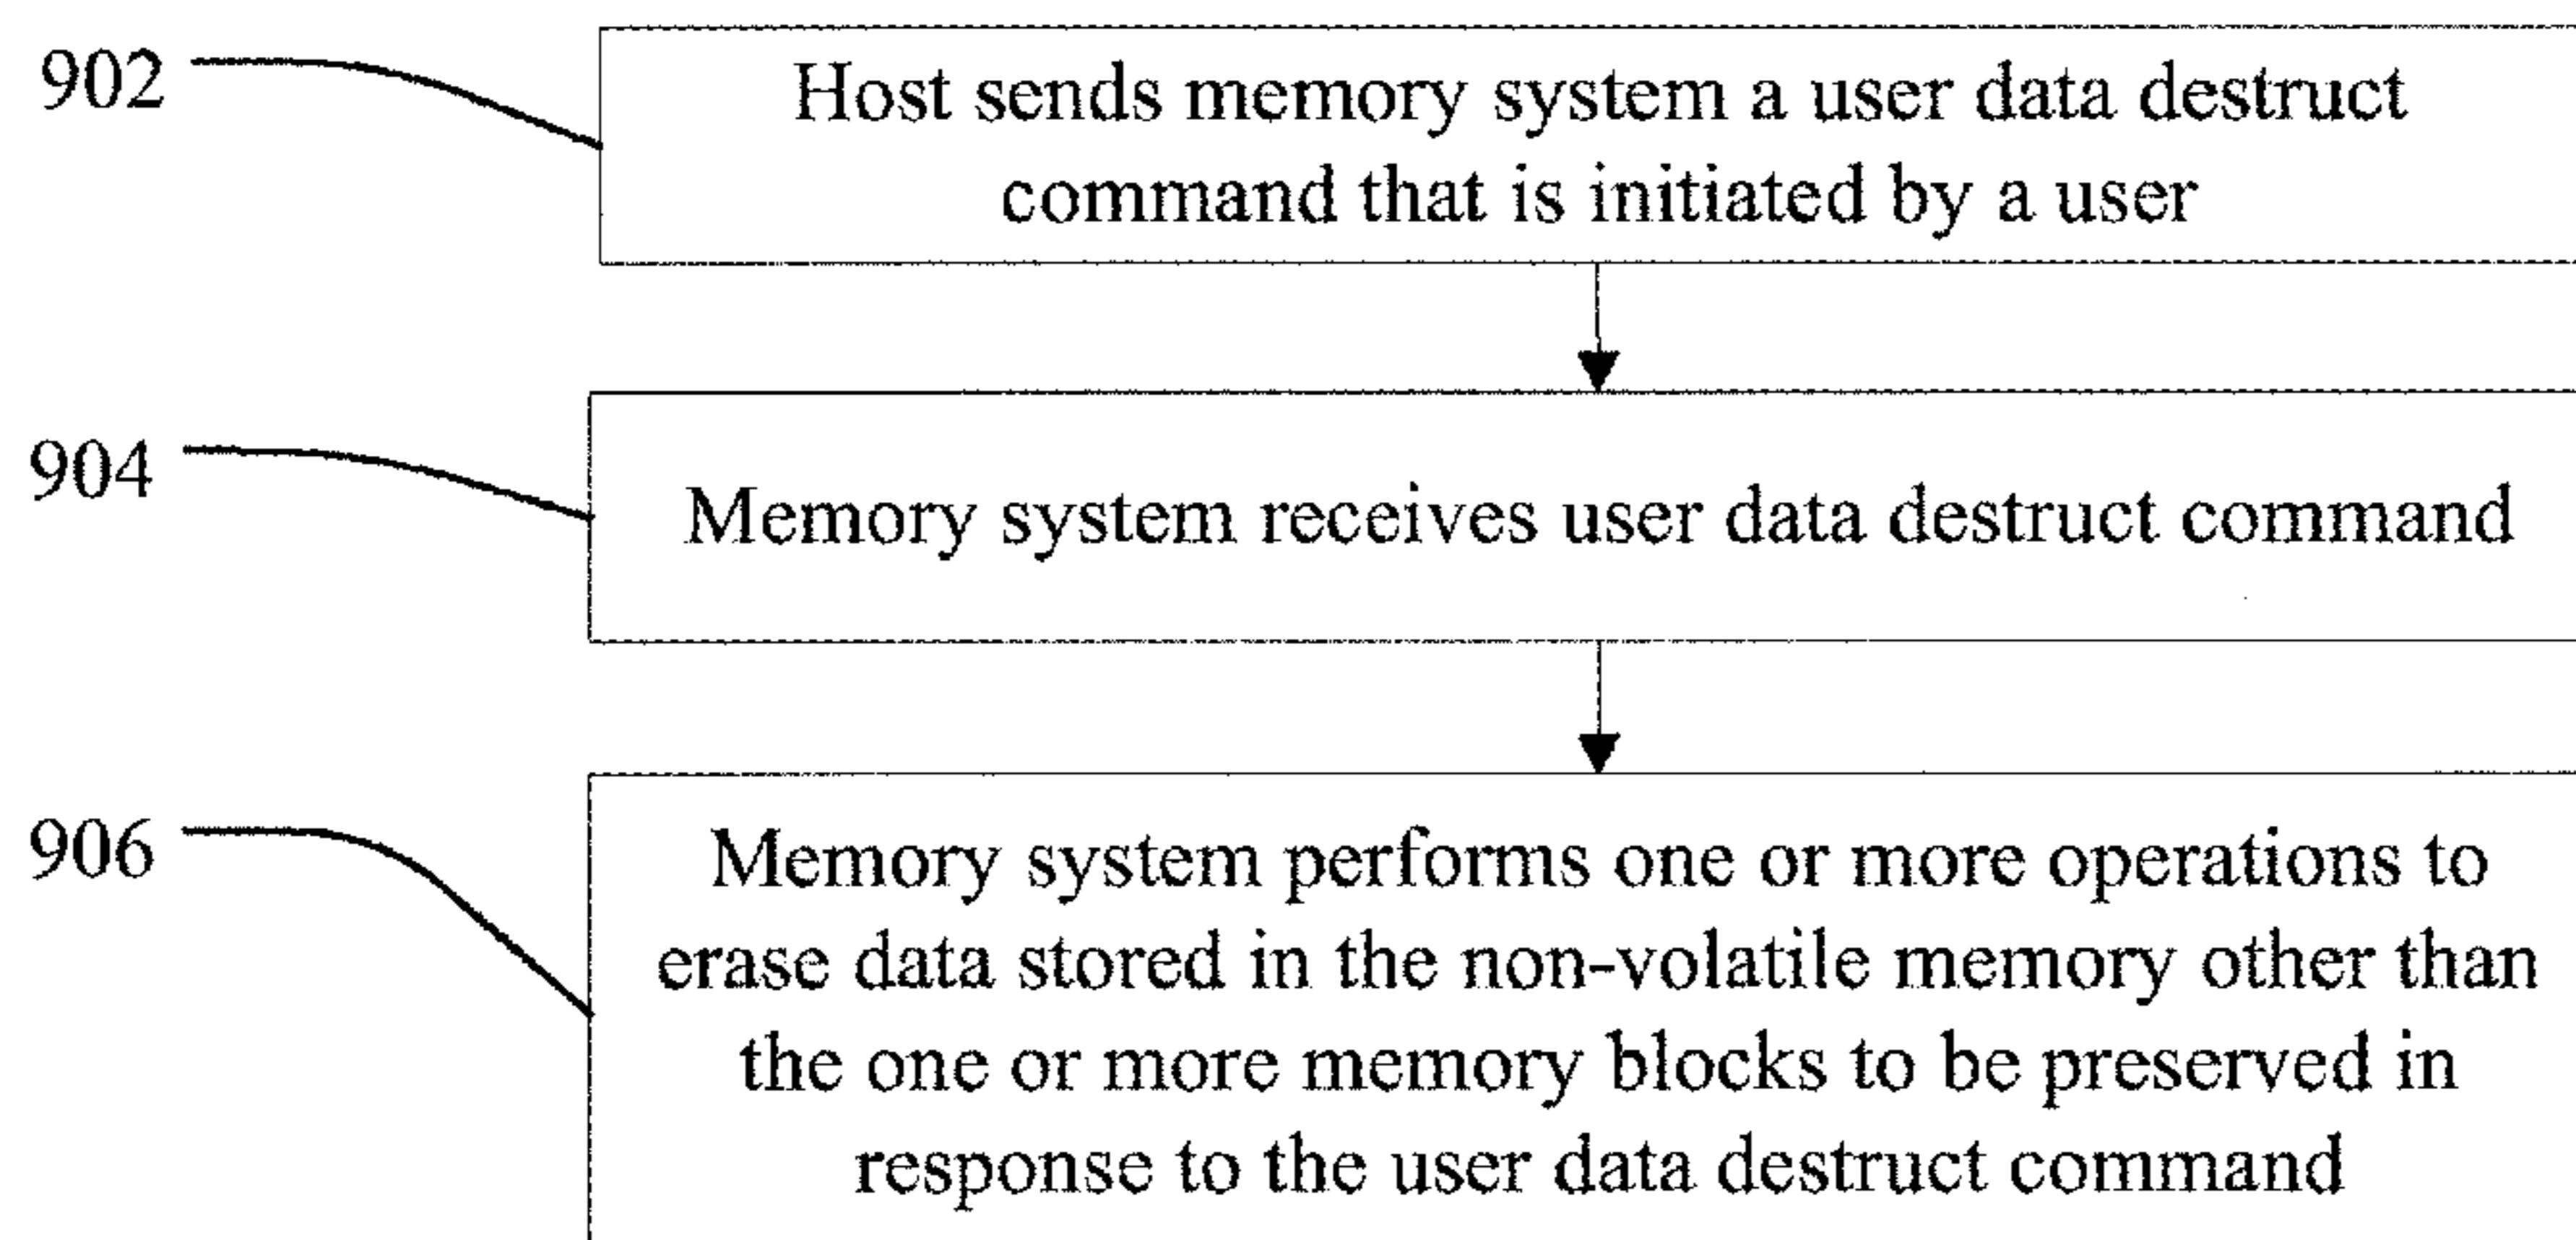 902
Host sends memory system a user data destruct
command that is initiated by a user
904
Memory system receives user data destruct command
906
Memory system performs one or more operations to
erase data stored in the non-volatile memory other than
the one or more memory blocks to be preserved in
response to the user data destruct command